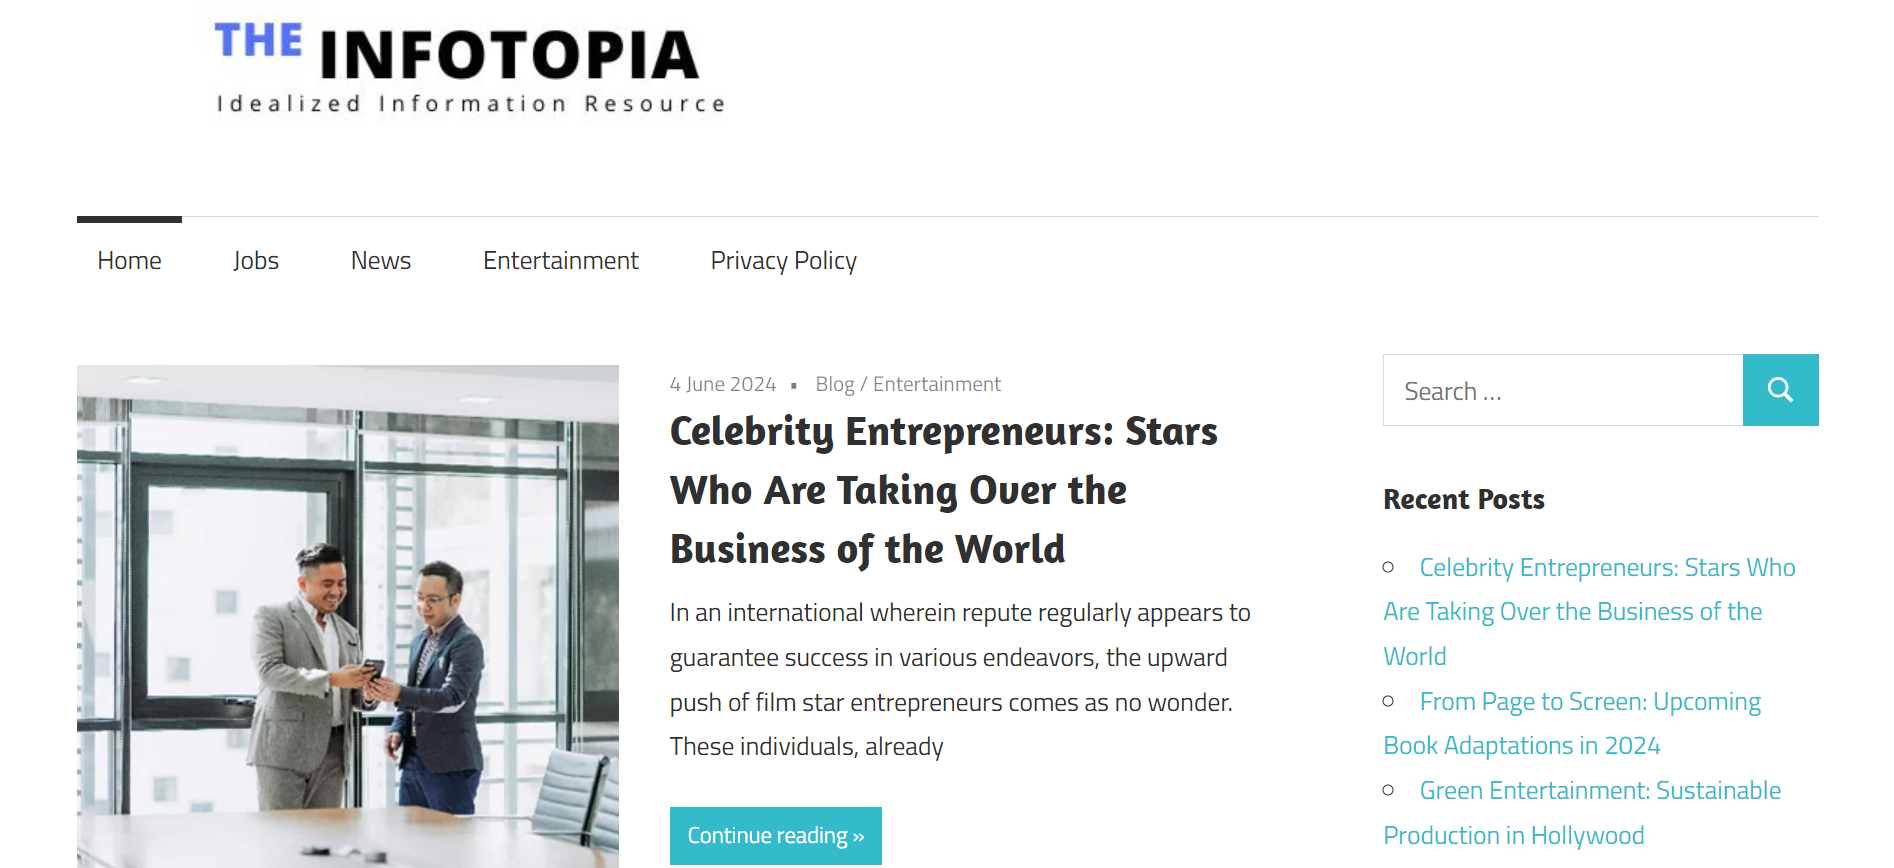 THE INFOTOPIA
Idealized Information Resource
Home Jobs News Entertainment Privacy Policy
4 June 2024 ▪ Blog / Entertainment
Celebrity Entrepreneurs: Stars
Who Are Taking Over the
Business of the World
In an international wherein repute regularly appears to
guarantee success in various endeavors, the upward
push of film star entrepreneurs comes as no wonder.
These individuals, already
Continue reading »
Search …
Recent Posts
Celebrity Entrepreneurs: Stars Who
Are Taking Over the Business of the
World
From Page to Screen: Upcoming
Book Adaptations in 2024
Green Entertainment: Sustainable
Production in Hollywood